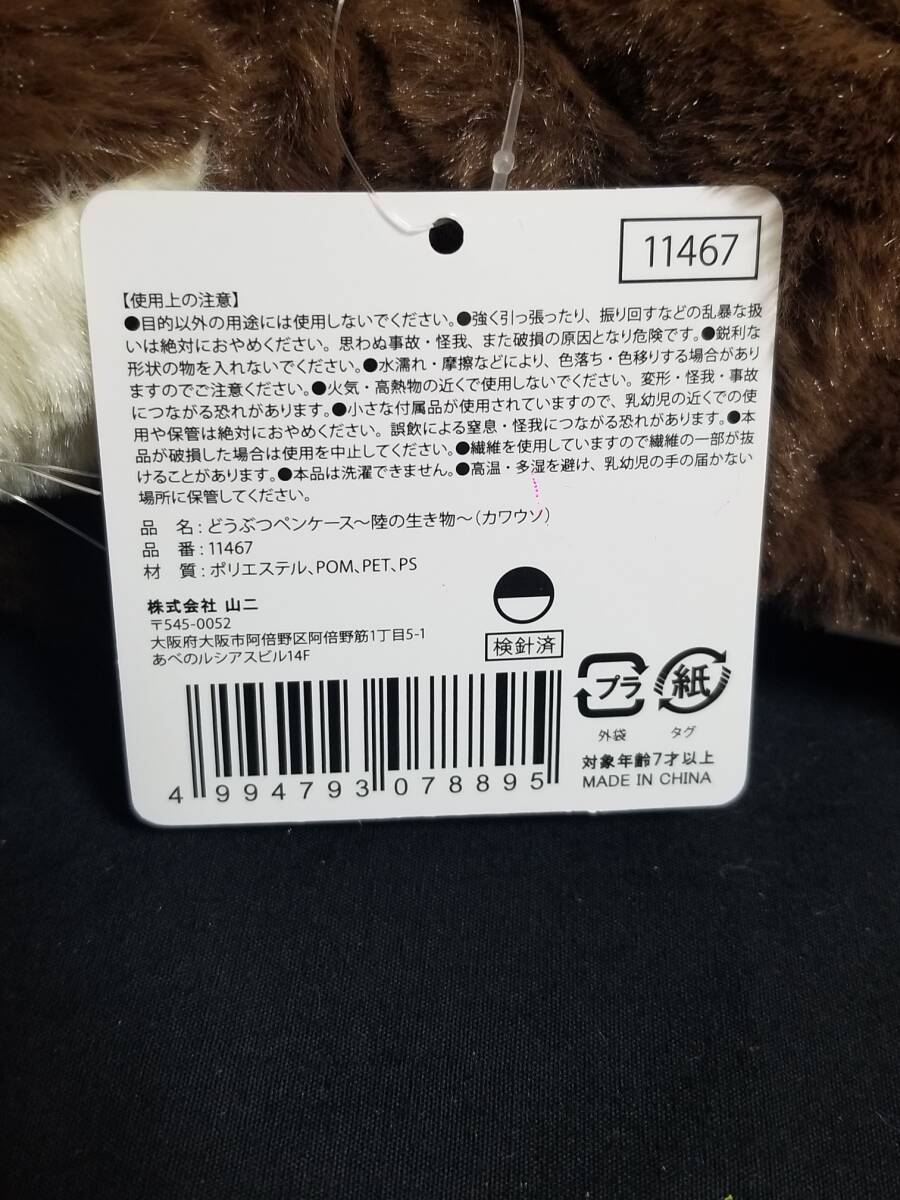 11467
【使用上の注意】
●目的以外の用途には使用しないでください。●強く引っ張ったり、振り回すなどの乱暴な扱
いは絶対におやめください。思わぬ事故・怪我、また破損の原因となり危険です。●鋭利な
形状の物を入れないでください。●水濡れ・摩擦などにより、色落ち・色移りする場合があり
ますのでご注意ください。●火気・高熱物の近くで使用しないでください。変形・怪我・事故
につながる恐れがあります。●小さな付属品が使用されていますので、乳幼児の近くでの使
用や保管は絶対におやめください。誤飲による窒息・怪我につながる恐れがあります。●本
品が破損した場合は使用を中止してください。●繊維を使用していますので繊維の一部が抜
けることがあります。●本品は洗濯できません。●高温・多湿を避け、乳幼児の手の届かない
場所に保管してください。
品 名:どうぶつペンケース〜陸の生き物〜(カワウソ)
品 番:11467
材 質:ポリエステル、POM、PET、PS
株式会社 山二
〒545-0052
大阪府大阪市阿倍野区阿倍野筋1丁目5-1
あべのルシアスビル14F
検針済
プラ
外袋
紙
タグ
対象年齢7才以上
MADE IN CHINA
4 994793 078895